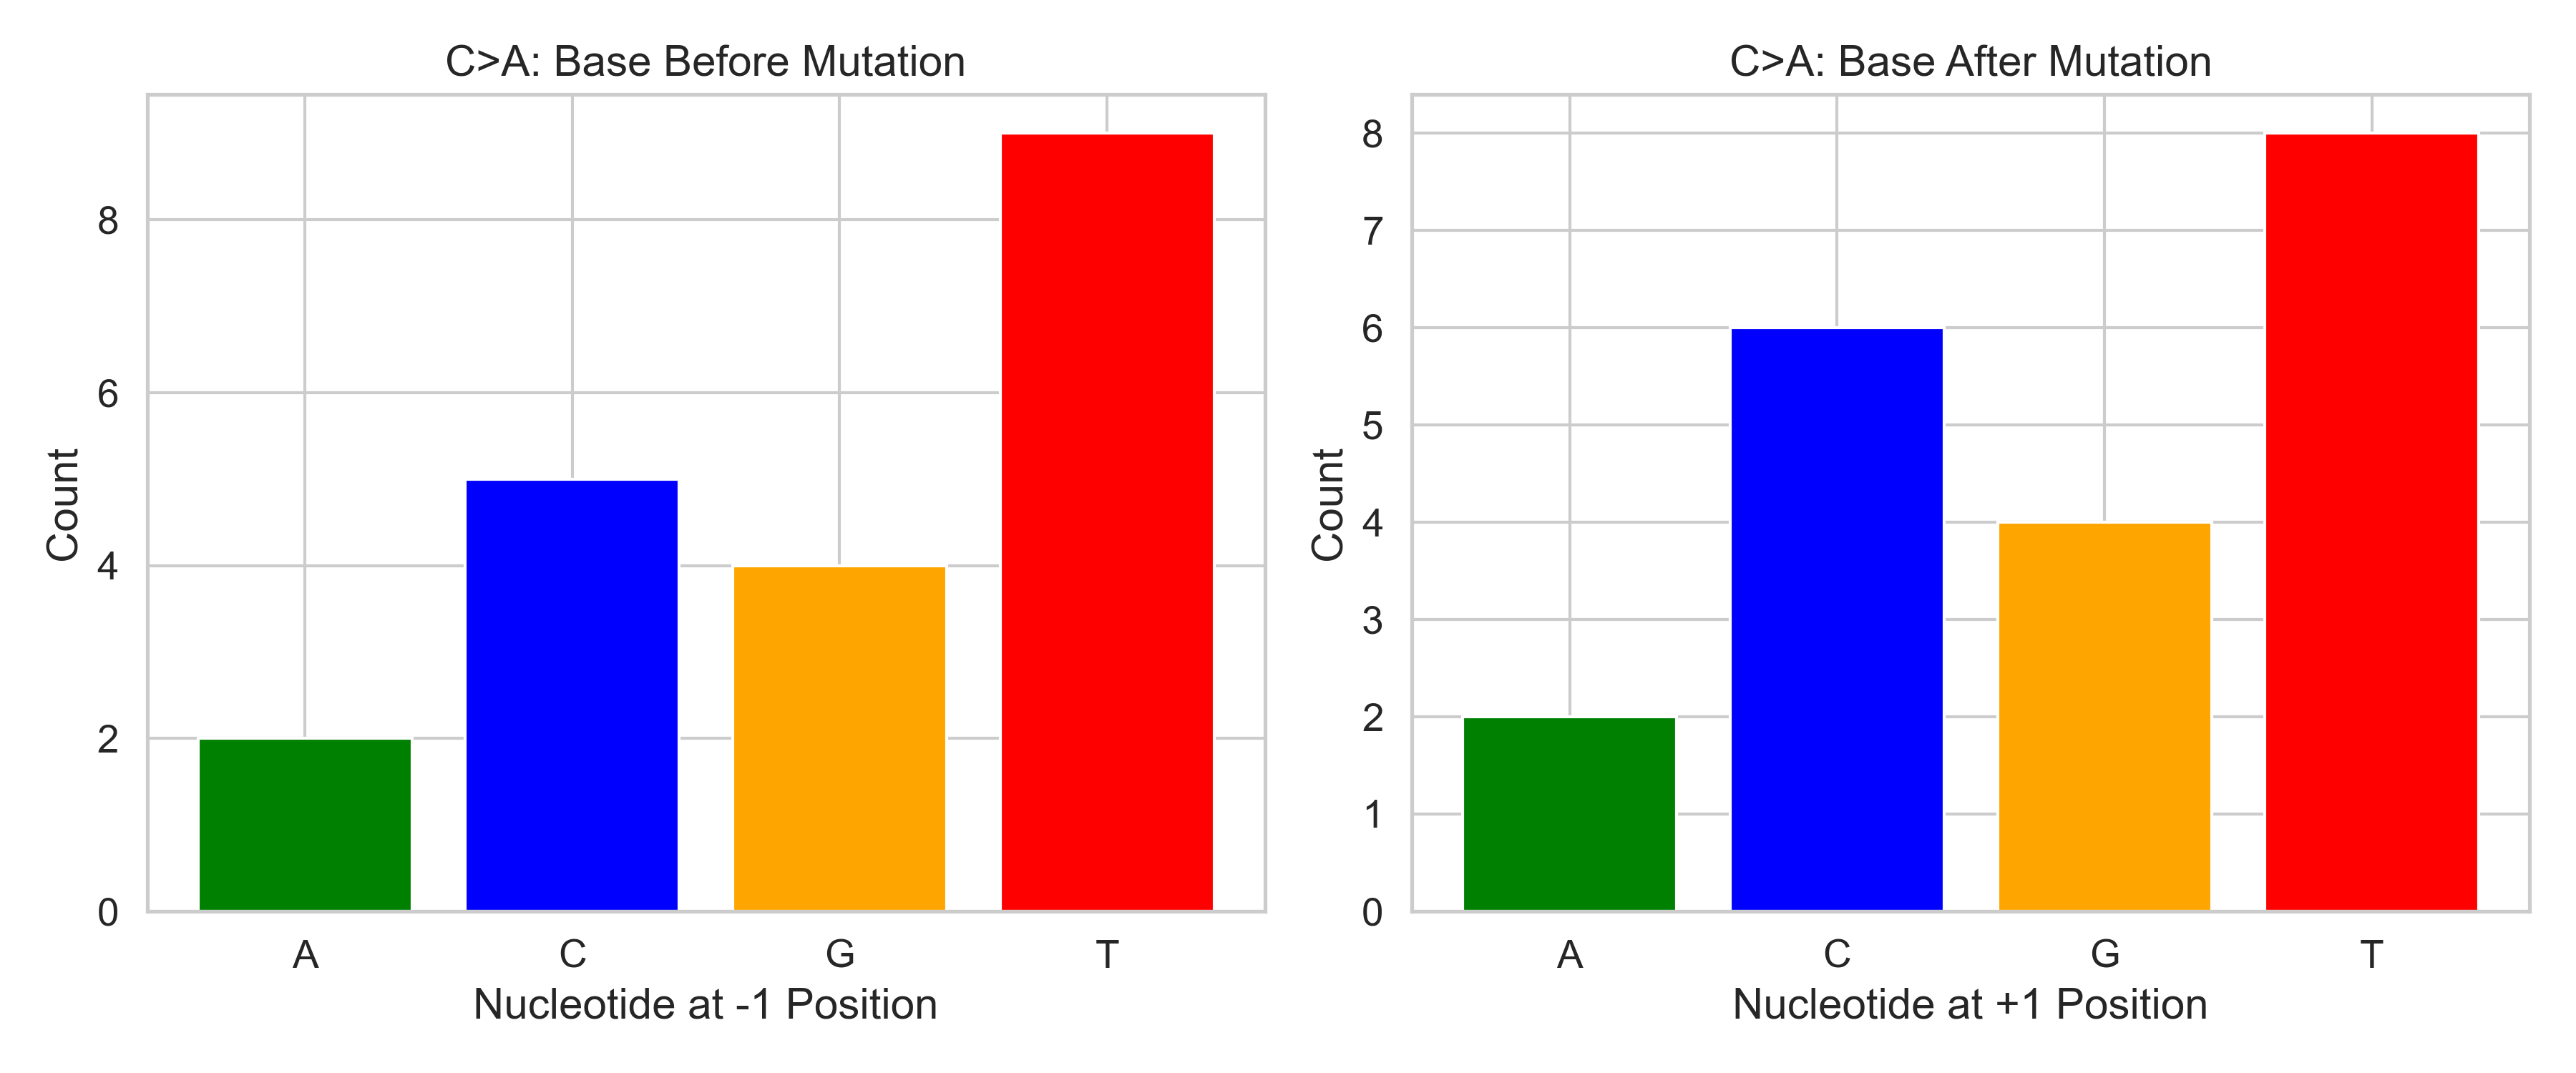 C>A: Base Before Mutation
Count
8
6
4
2
0
A C G T
Nucleotide at -1 Position
C>A: Base After Mutation
Count
8
7
6
5
4
3
2
1
0
A C G T
Nucleotide at +1 Position